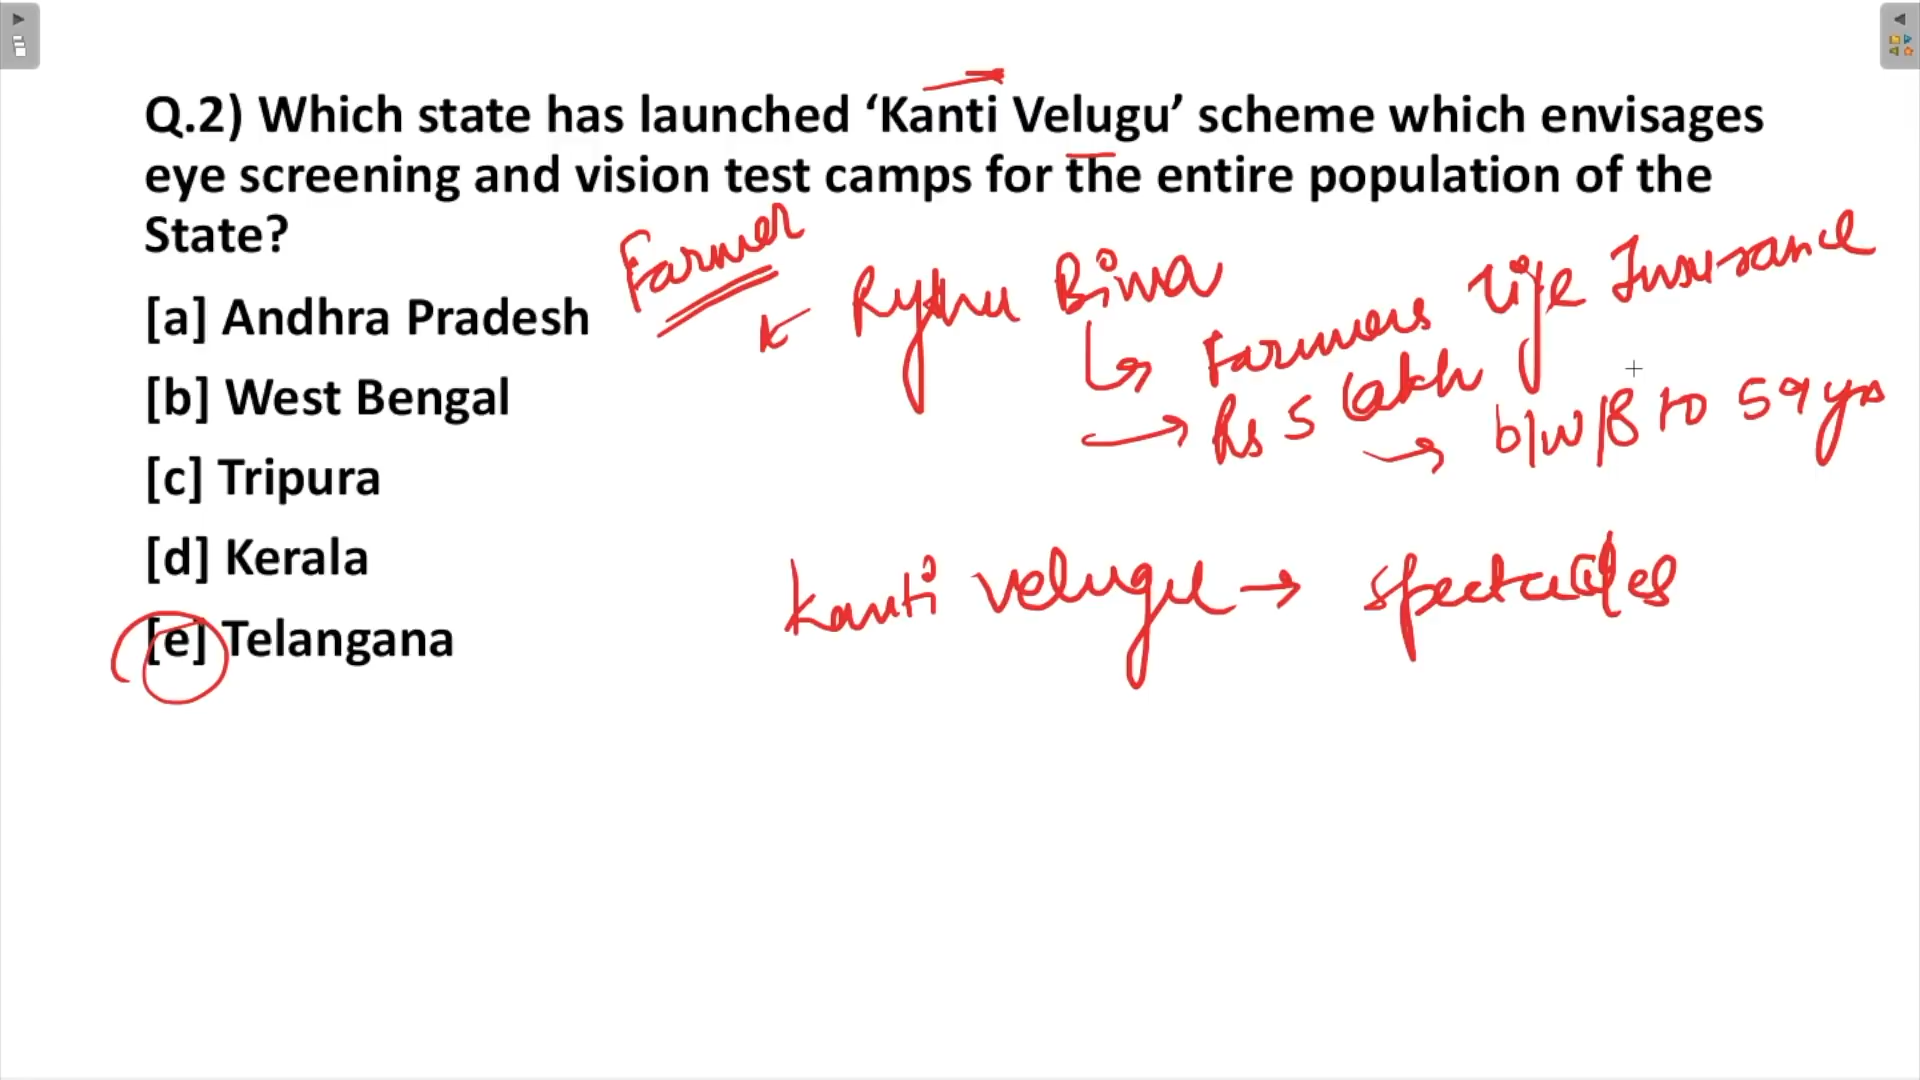 Q.2) Which state has launched ‘Kanti Velugu’ scheme which envisages
eye screening and vision test camps for the entire population of the
State?
Farmer
Rythu Bima
Farmers Life Insurance
[a] Andhra Pradesh
→ Rs 5 lakh → b/w 18 to 59 yrs
[b] West Bengal
[c] Tripura
[d] Kerala
Kanti velugu → spectacles
[e] Telangana